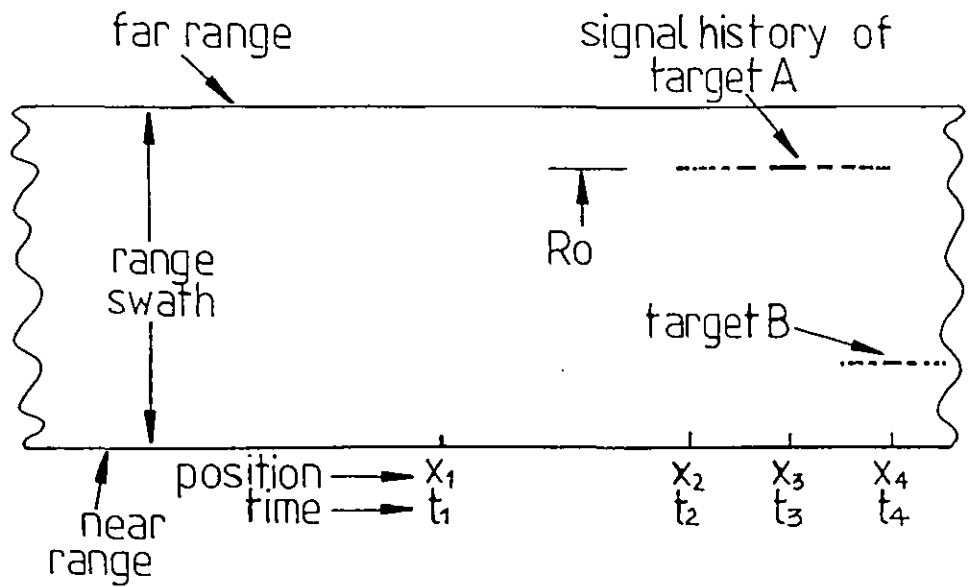 far range
signal history of
target A
Ro
range
swath
target B
position x₁ x₂ x₃ x₄
time t₁ t₂ t₃ t₄
near
range